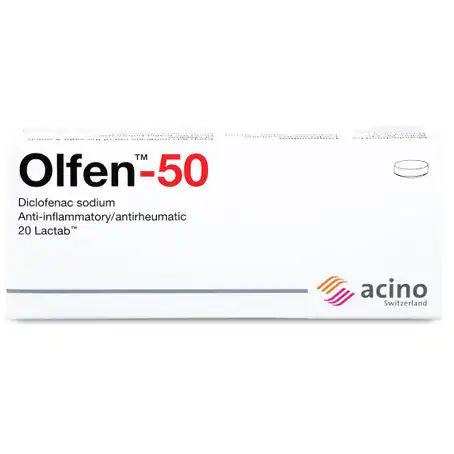 Olfen™-50
Diclofenac sodium
Anti-inflammatory/antirheumatic
20 Lactab™
acino
Switzerland